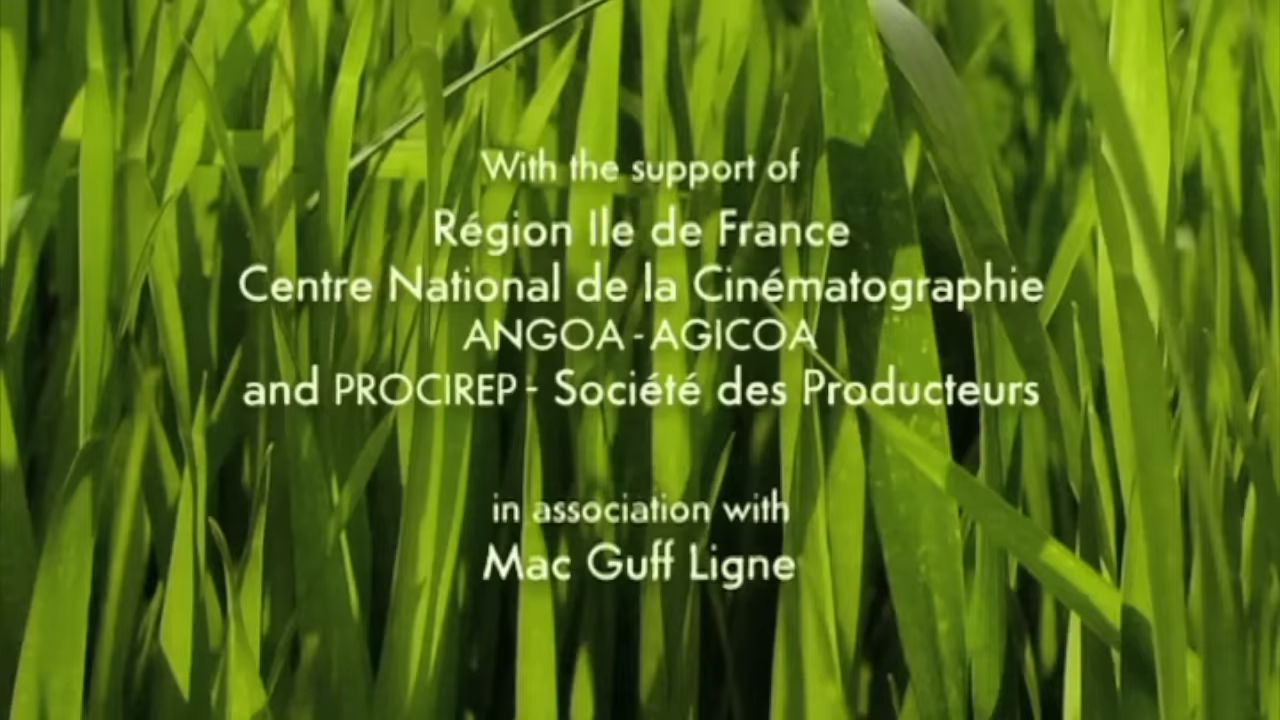 With the support of
Région Ile de France
Centre National de la Cinématographie
ANGOA - AGICOA
and PROCIREP - Société des Producteurs
in association with
Mac Guff Ligne